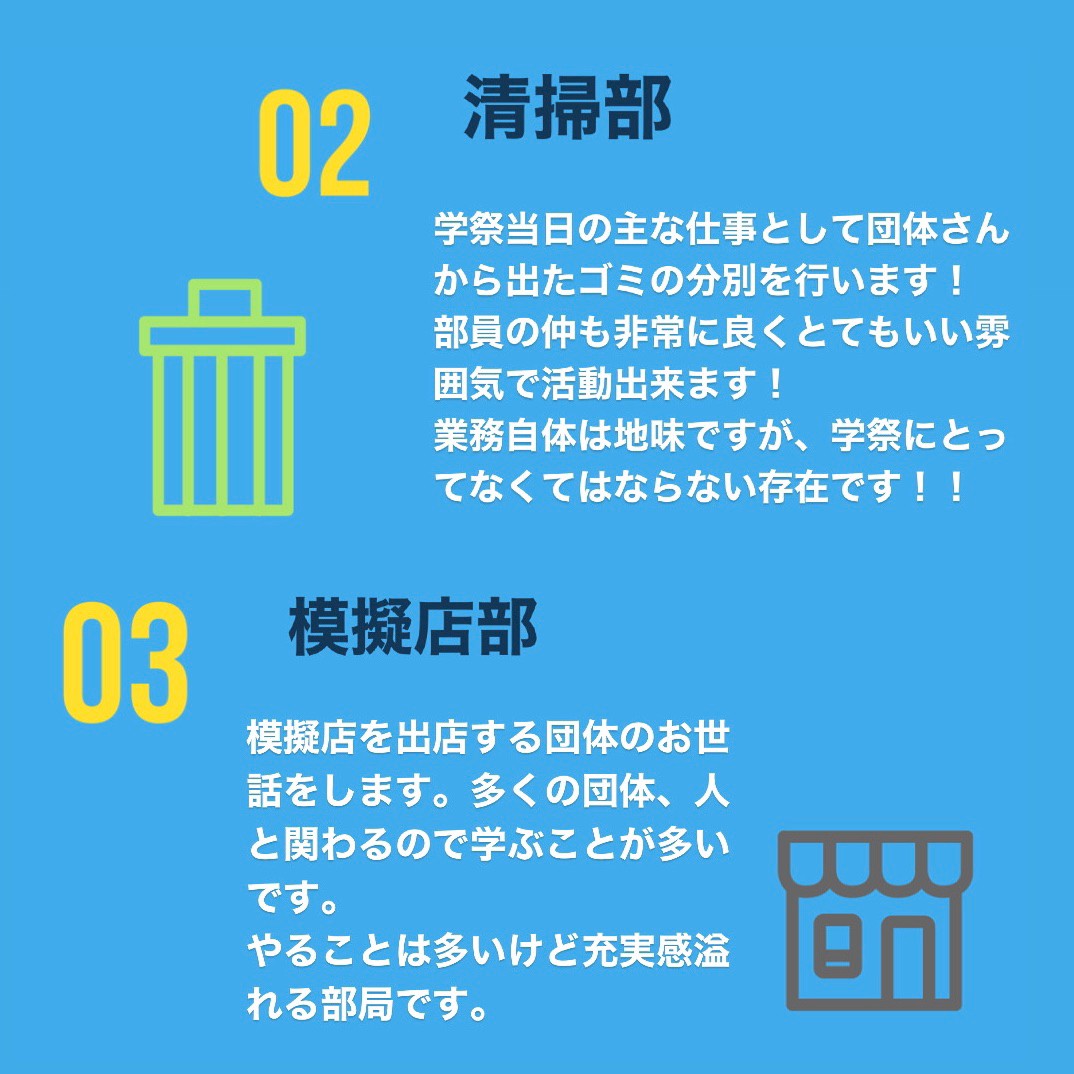 02
清掃部
学祭当日の主な仕事として団体さん
から出たゴミの分別を行います！
部員の仲も非常に良くとてもいい雰
囲気で活動出来ます！
業務自体は地味ですが、学祭にとっ
てなくてはならない存在です！！
03
模擬店部
模擬店を出店する団体のお世
話をします。多くの団体、人
と関わるので学ぶことが多い
です。
やることは多いけど充実感溢
れる部局です。